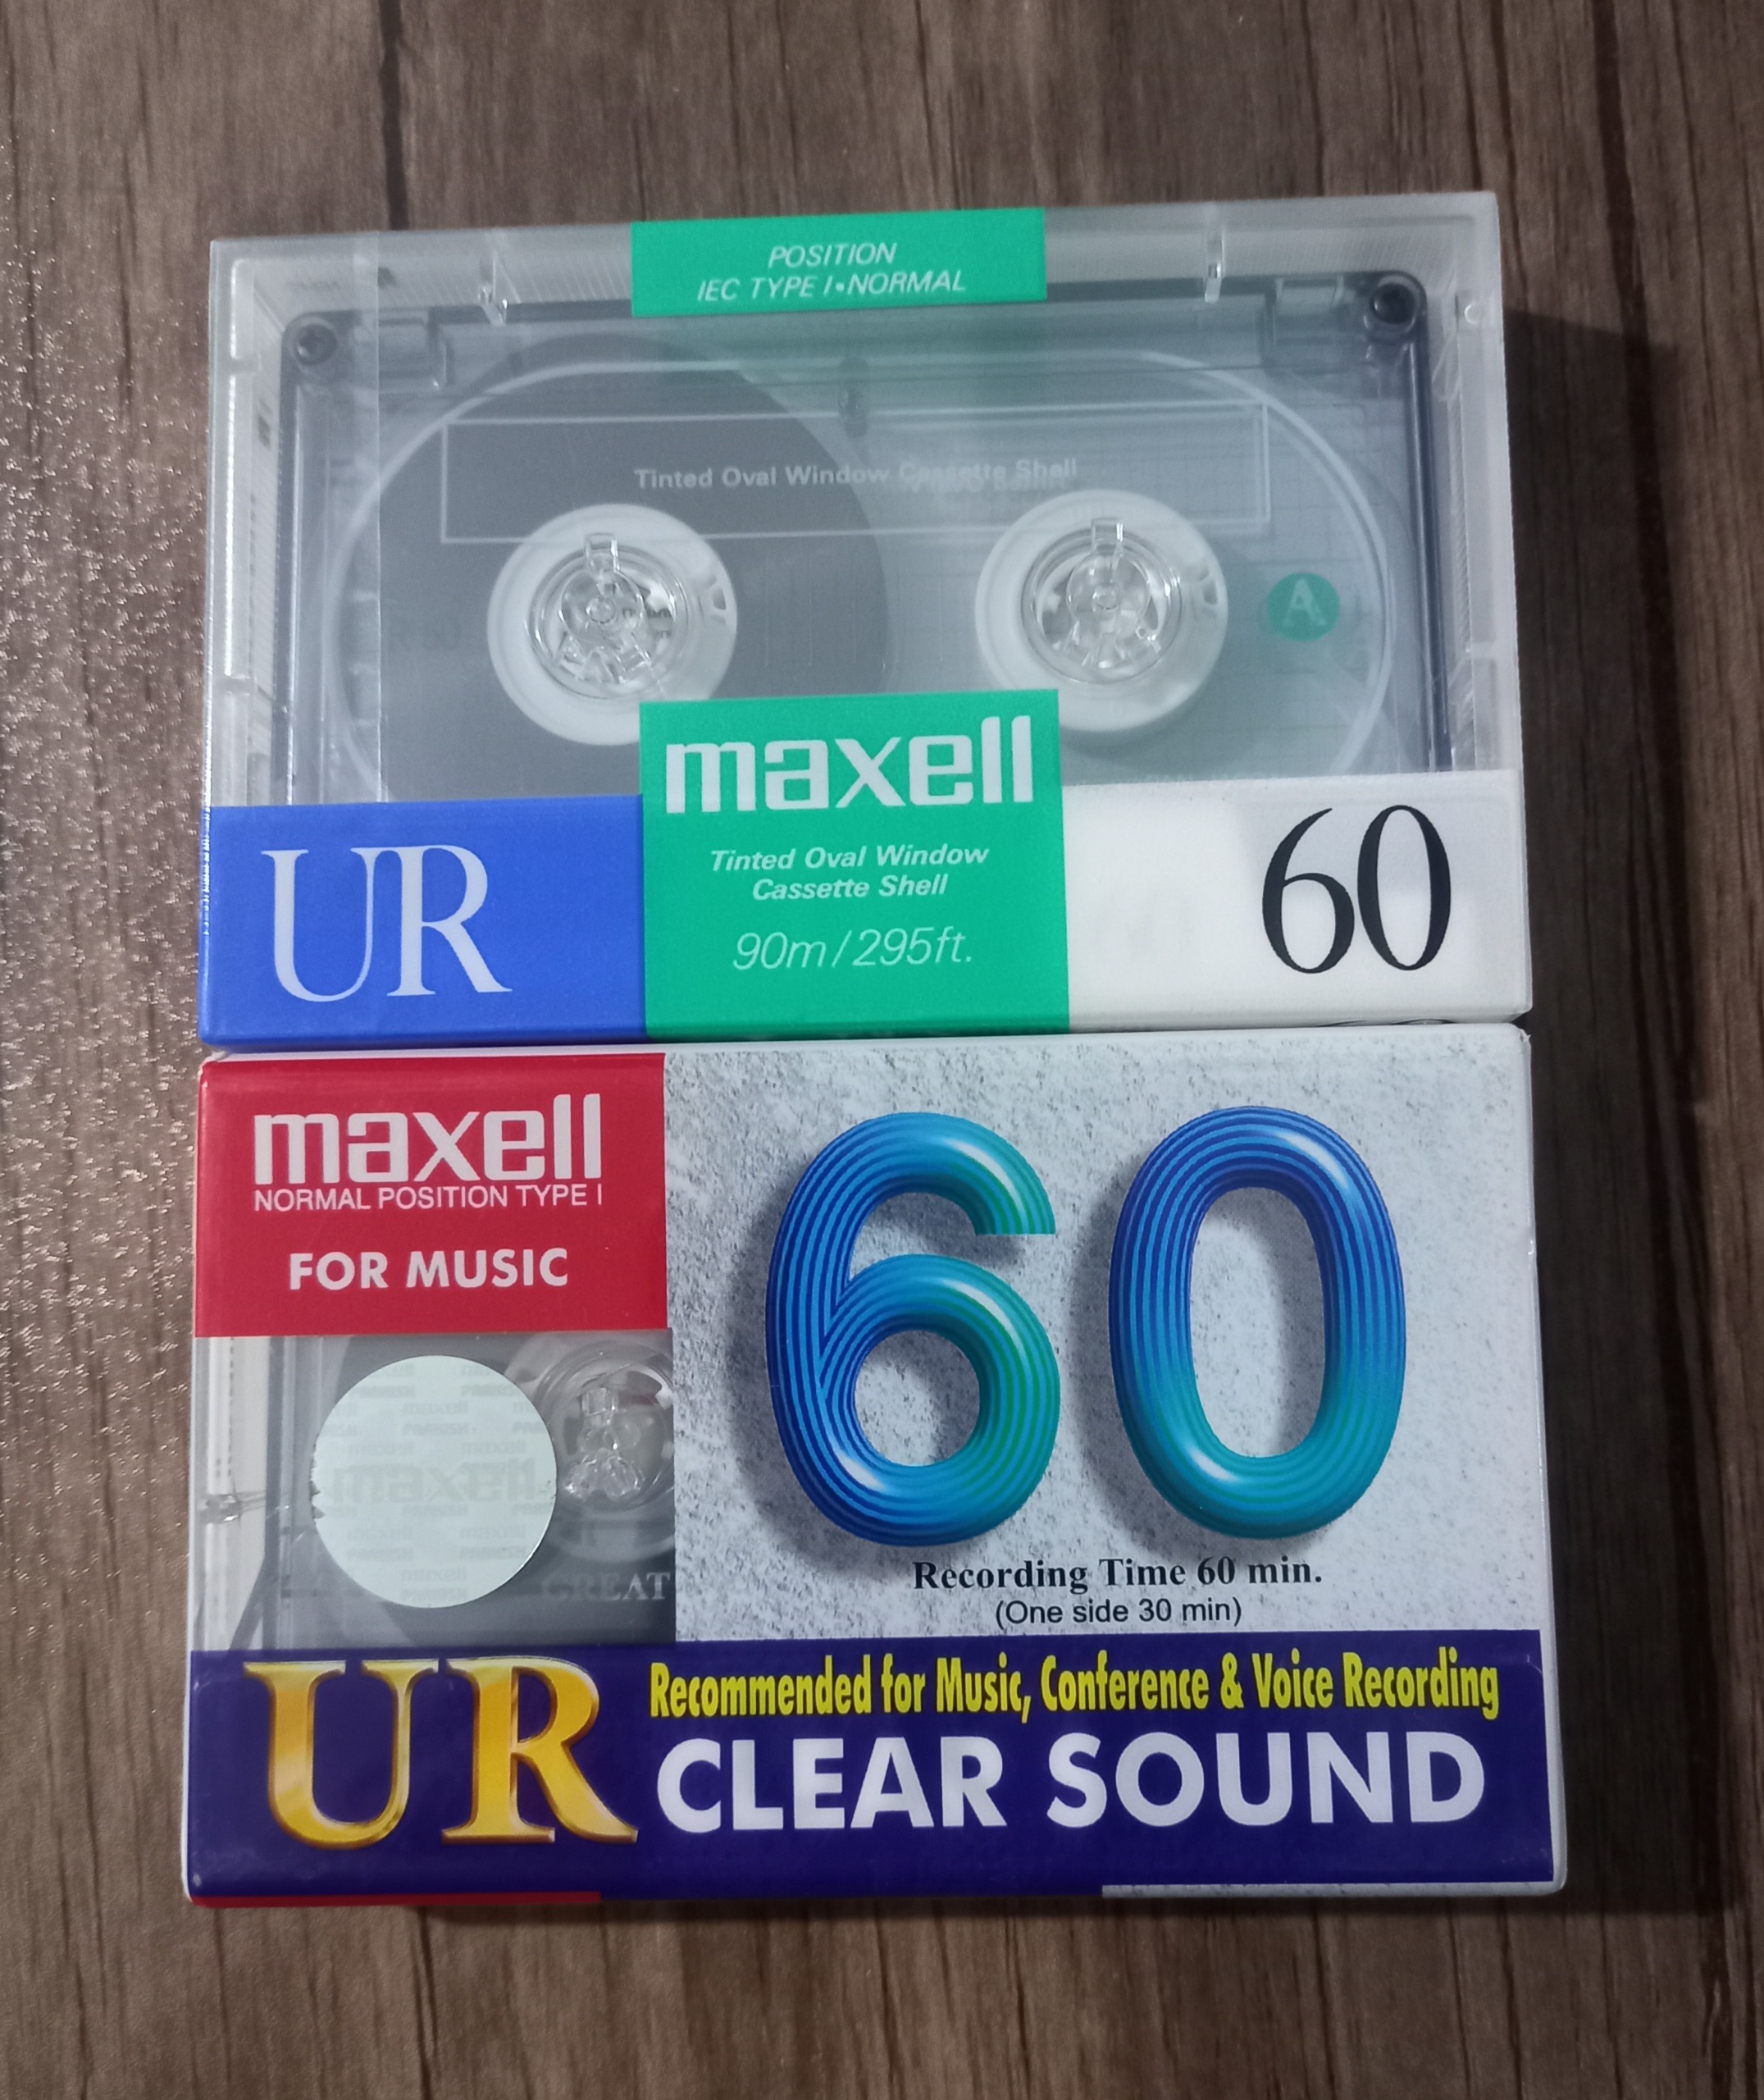 POSITION
IEC TYPE I•NORMAL
Tinted Oval Window Cassette Shell
A
maxell
Tinted Oval Window
Cassette Shell
90m/295ft.
UR
60
maxell
NORMAL POSITION TYPE I
FOR MUSIC
60
maxell
GREAT
Recording Time 60 min.
(One side 30 min)
UR
Recommended for Music, Conference & Voice Recording
CLEAR SOUND